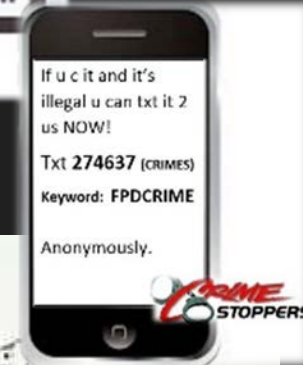 If u c it and it's
illegal u can txt it 2
us NOW!
Txt 274637 (CRIMES)
Keyword: FPDCRIME
Anonymously.
CRIME
STOPPERS